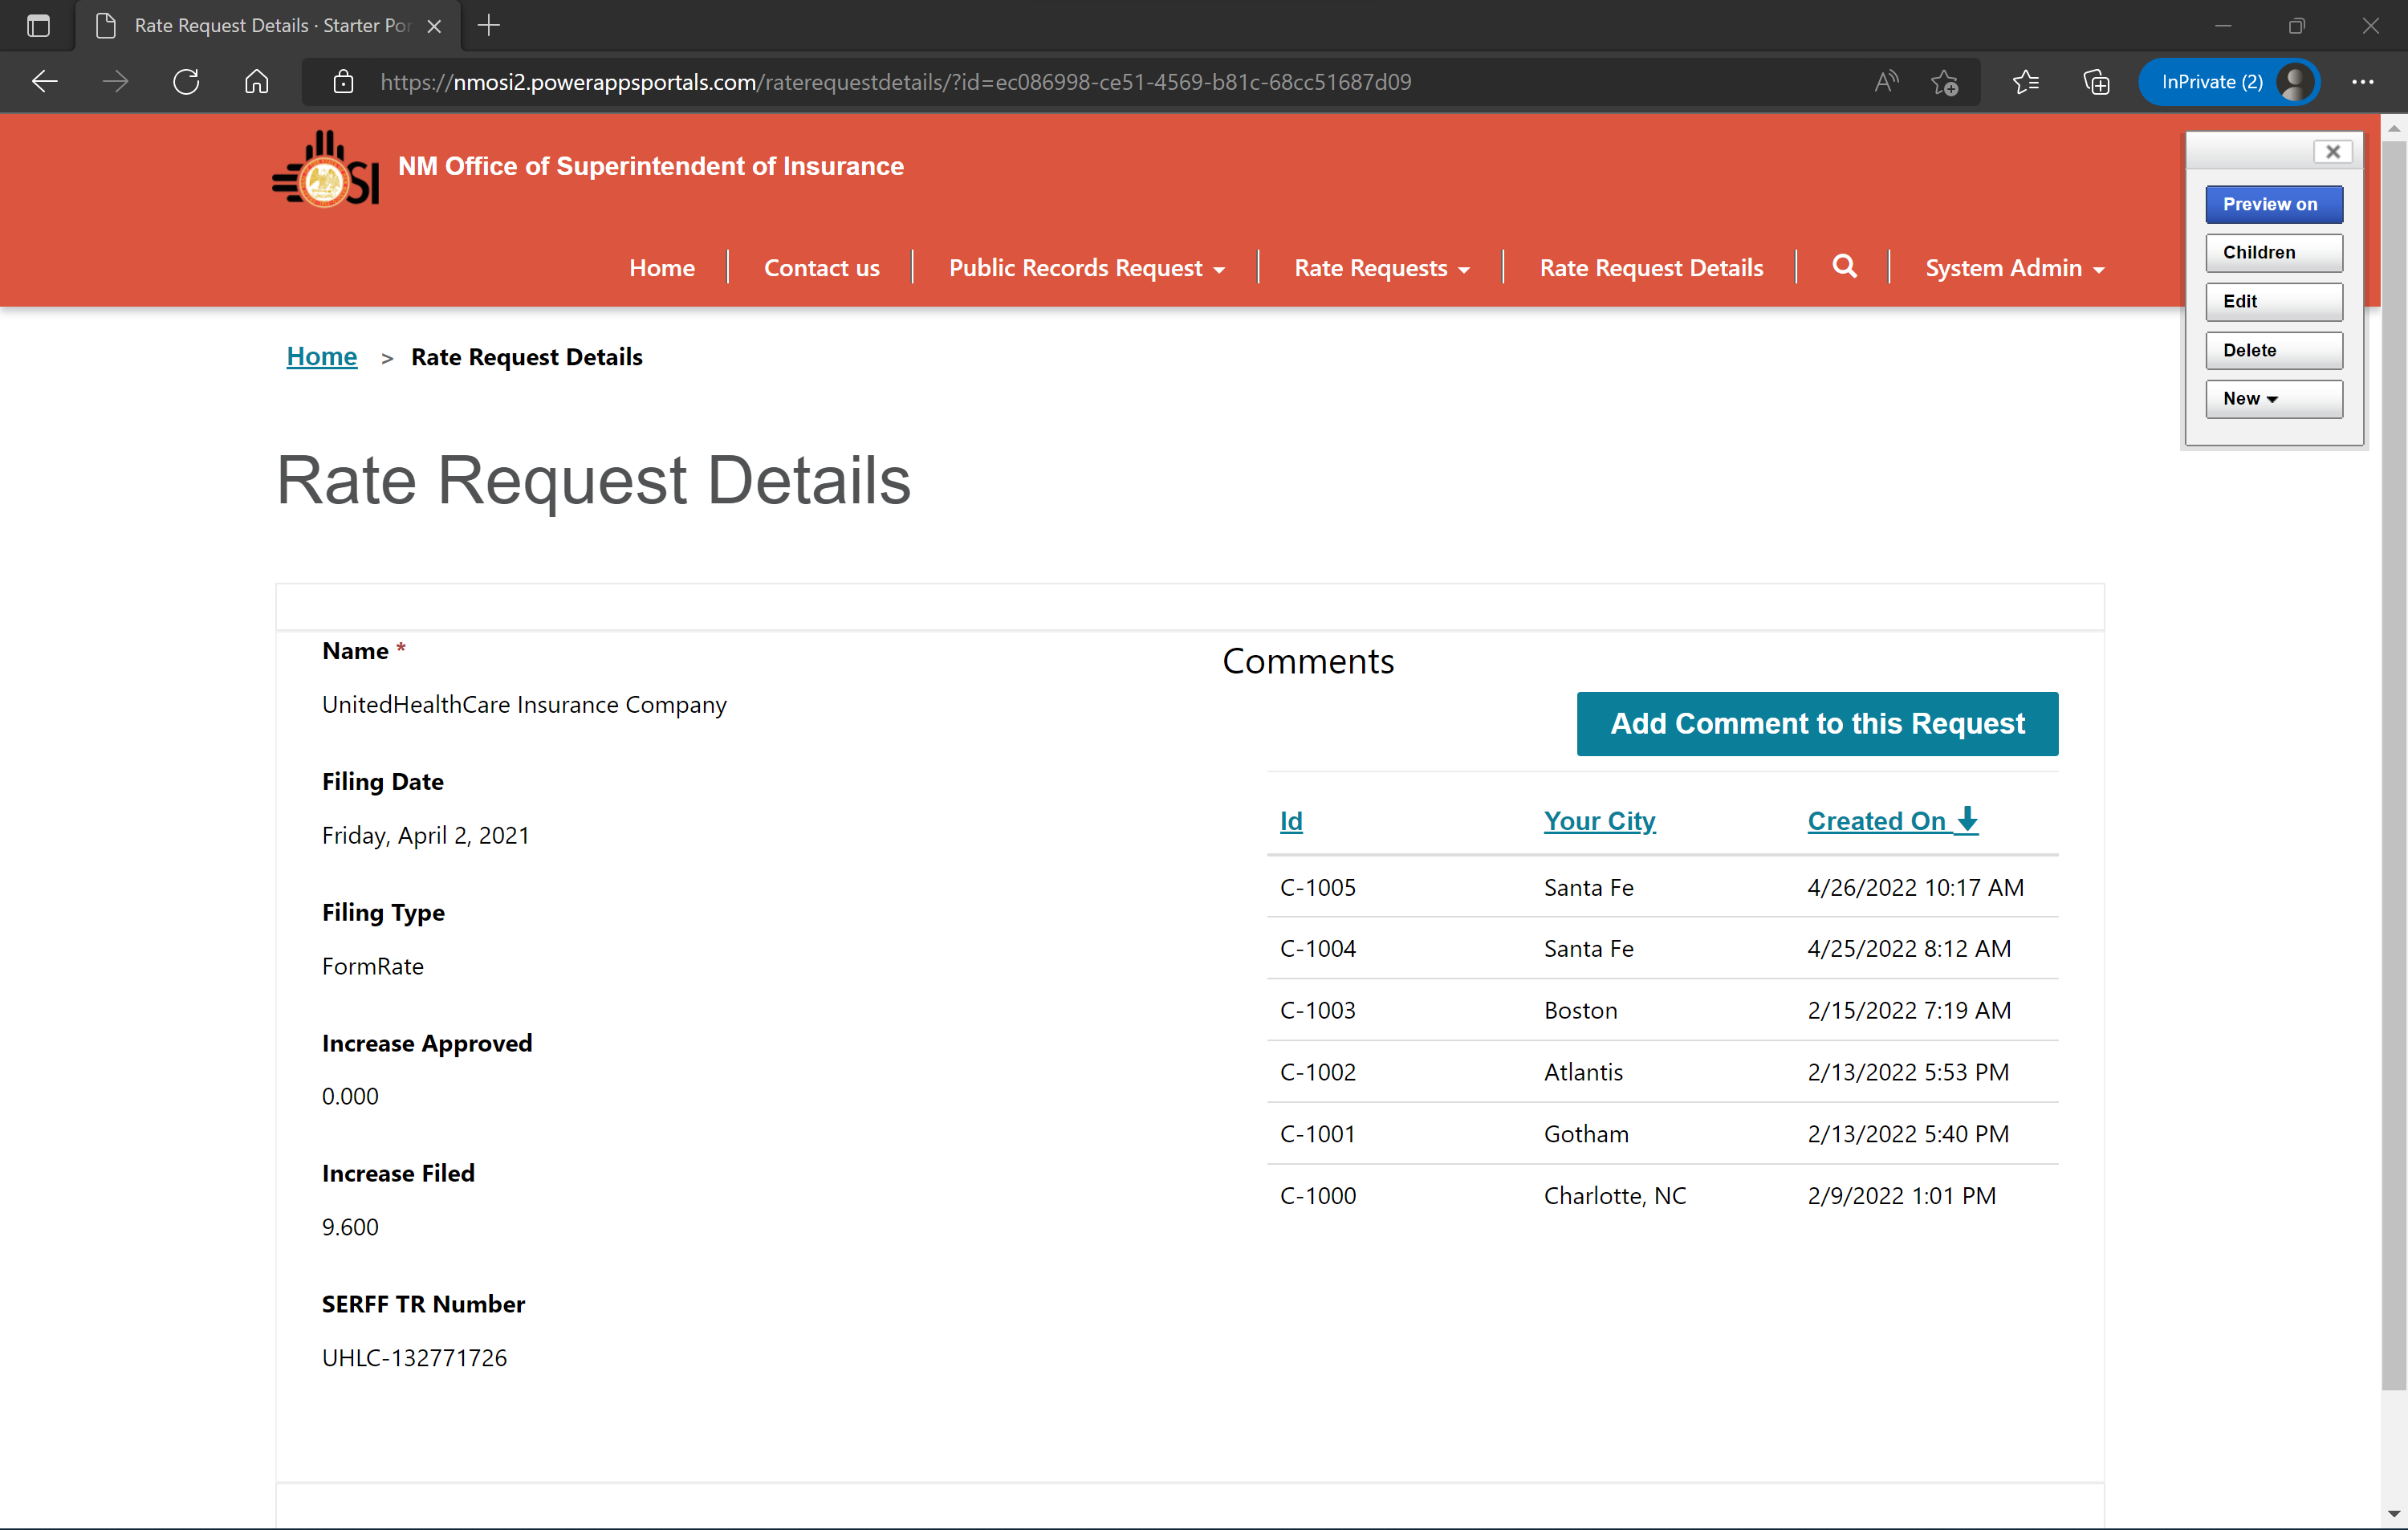 Rate Request Details · Starter Por
https://nmosi2.powerappsportals.com/raterequestdetails/?id=ec086998-ce51-4569-b81c-68cc51687d09
InPrivate (2)
SI
NM Office of Superintendent of Insurance
Home
Contact us
Public Records Request
Rate Requests
Rate Request Details
System Admin
Preview on
Children
Edit
Delete
New
Home > Rate Request Details
Rate Request Details
Name *
UnitedHealthCare Insurance Company
Filing Date
Friday, April 2, 2021
Filing Type
FormRate
Increase Approved
0.000
Increase Filed
9.600
SERFF TR Number
UHLC-132771726
Comments
Add Comment to this Request
Id Your City Created On
C-1005 Santa Fe 4/26/2022 10:17 AM
C-1004 Santa Fe 4/25/2022 8:12 AM
C-1003 Boston 2/15/2022 7:19 AM
C-1002 Atlantis 2/13/2022 5:53 PM
C-1001 Gotham 2/13/2022 5:40 PM
C-1000 Charlotte, NC 2/9/2022 1:01 PM